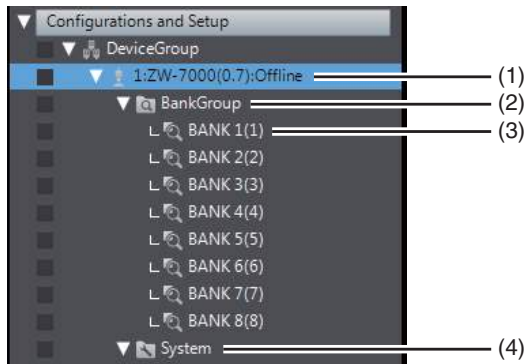 Configurations and Setup
DeviceGroup
1:ZW-7000(0.7):Offline (1)
BankGroup (2)
BANK 1(1) (3)
BANK 2(2)
BANK 3(3)
BANK 4(4)
BANK 5(5)
BANK 6(6)
BANK 7(7)
BANK 8(8)
System (4)